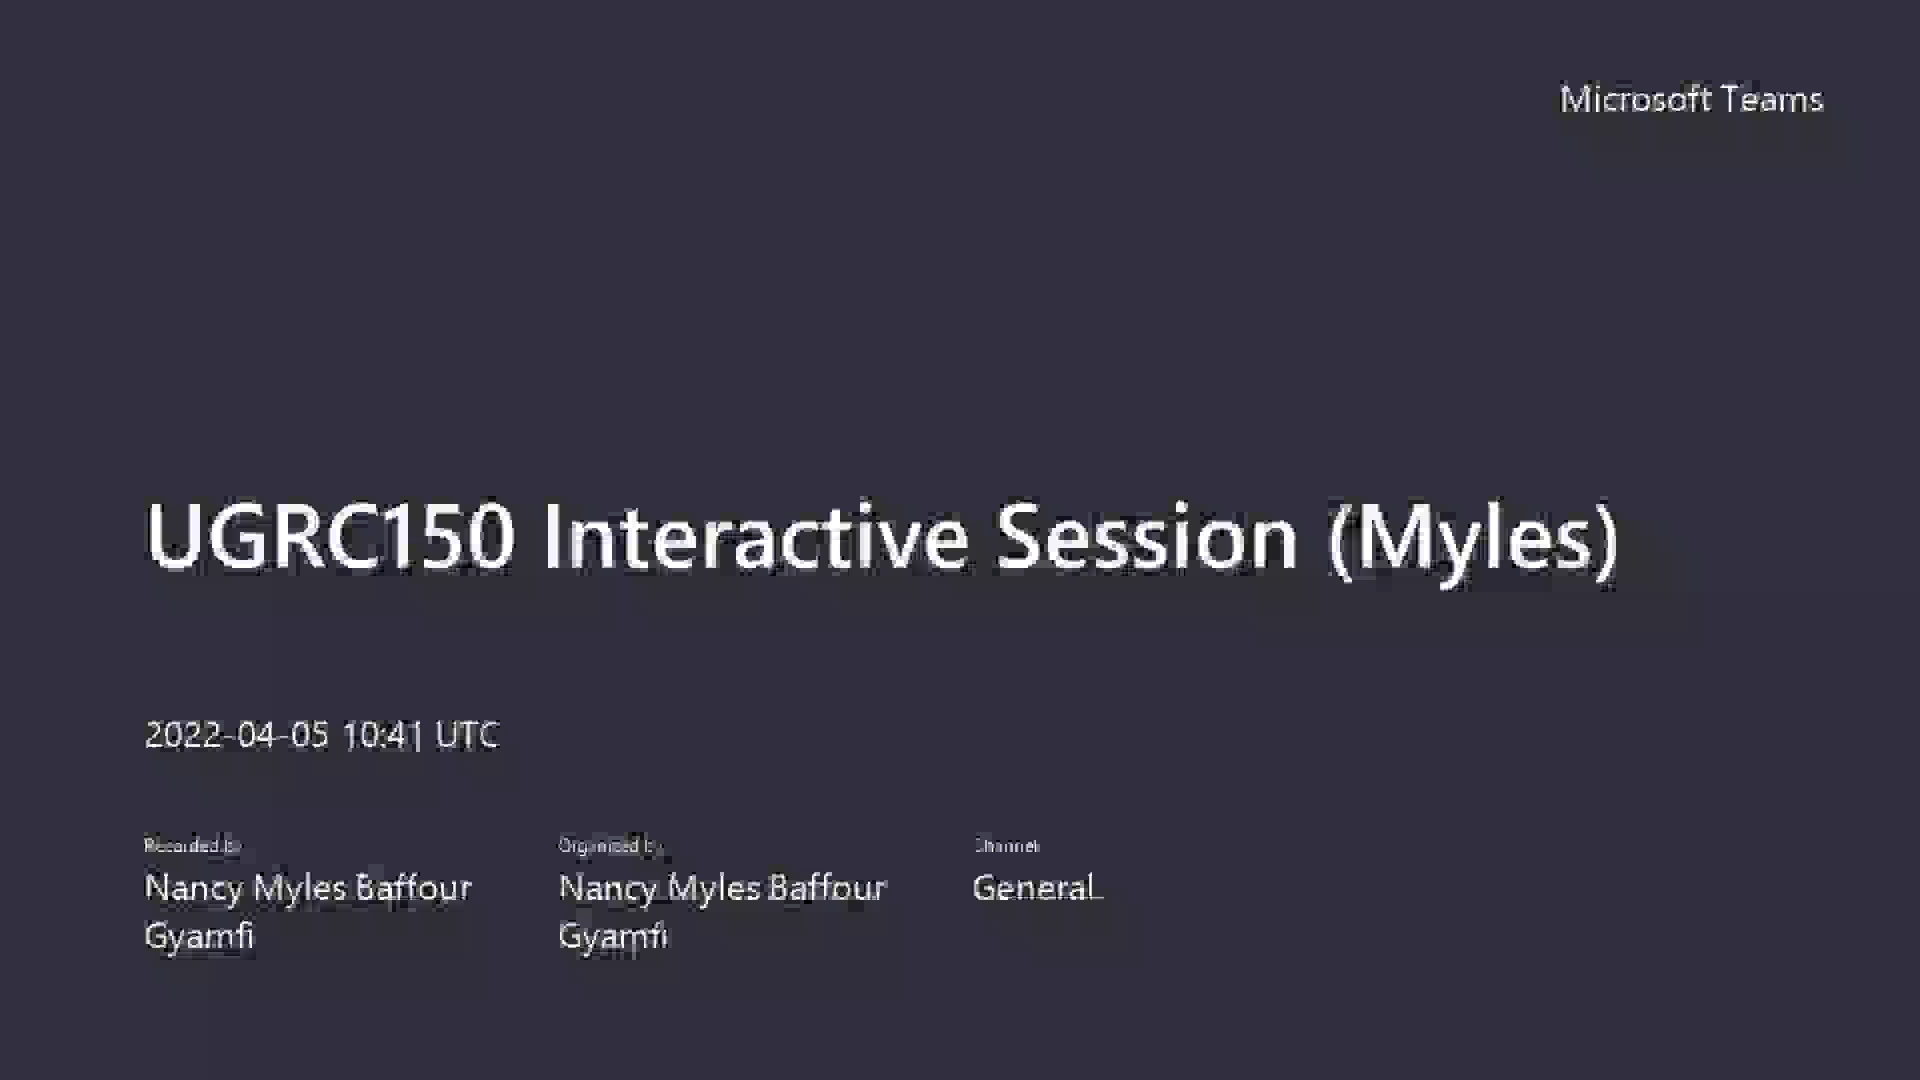 Microsoft Teams
UGRC150 Interactive Session (Myles)
2022-04-05 10:41 UTC
Recorded by
Organized by
Channel
Nancy Myles Baffour
Gyamfi
Nancy Myles Baffour
Gyamfi
General